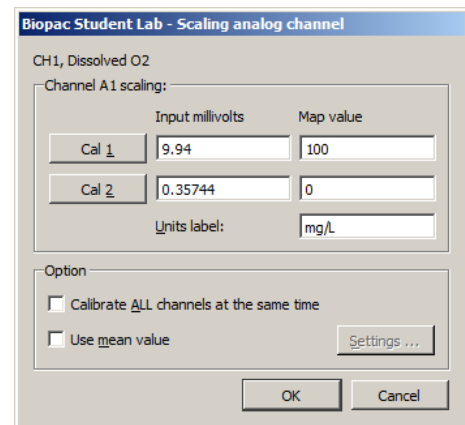 Biopac Student Lab - Scaling analog channel
CH1, Dissolved O2
Channel A1 scaling:
Input millivolts Map value
Cal 1 9.94 100
Cal 2 0.35744 0
Units label: mg/L
Option
Calibrate ALL channels at the same time
Use mean value Settings ...
OK Cancel